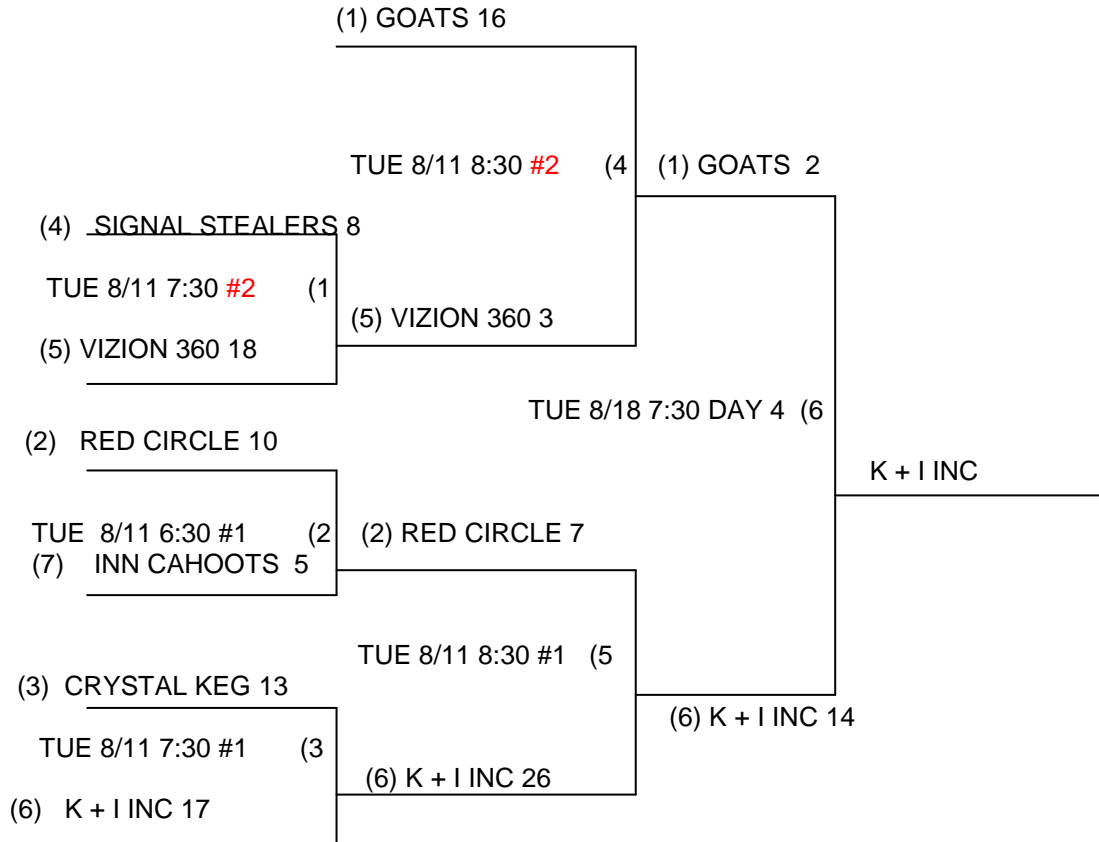 (1) GOATS 16
TUE 8/11 8:30 #2 (4
(1) GOATS 2
(4) SIGNAL STEALERS 8
TUE 8/11 7:30 #2 (1
(5) VIZION 360 3
(5) VIZION 360 18
TUE 8/18 7:30 DAY 4 (6
(2) RED CIRCLE 10
K + I INC
TUE 8/11 6:30 #1 (2
(2) RED CIRCLE 7
(7) INN CAHOOTS 5
TUE 8/11 8:30 #1 (5
(3) CRYSTAL KEG 13
(6) K + I INC 14
TUE 8/11 7:30 #1 (3
(6) K + I INC 26
(6) K + I INC 17